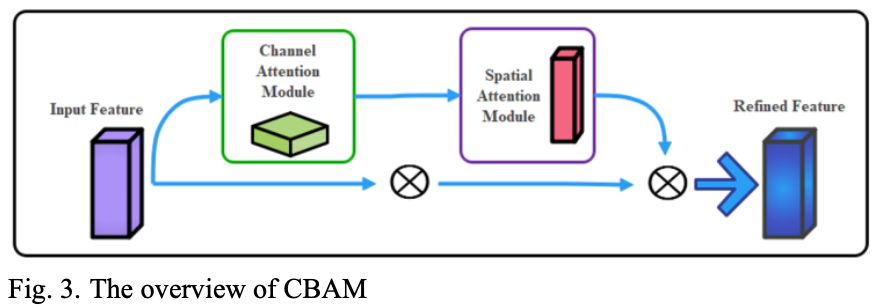 Channel
Attention
Module
Spatial
Attention
Module
Input Feature
Refined Feature
Fig. 3. The overview of CBAM